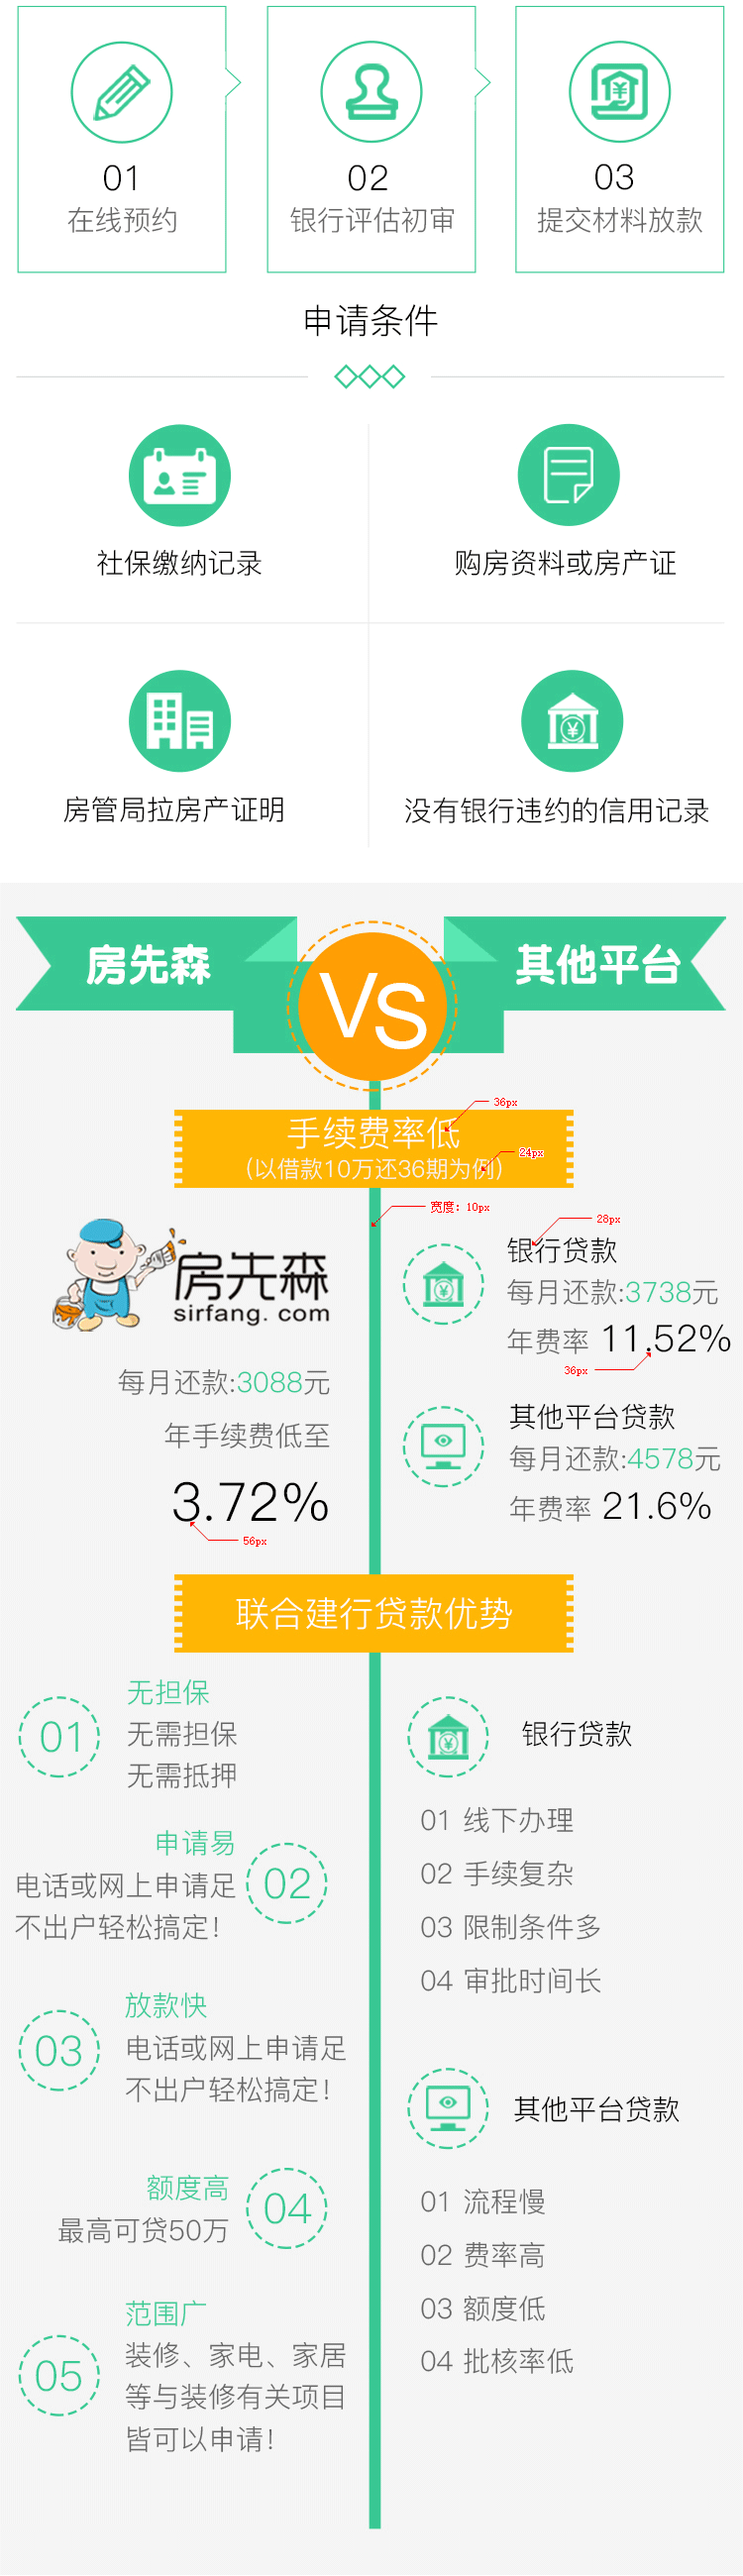 01
在线预约
02
银行评估初审
03
提交材料放款
申请条件
社保缴纳记录
购房资料或房产证
房管局拉房产证明
没有银行违约的信用记录
房先森
VS
其他平台
手续费率低
36px
(以借款10万还36期为例)
24px
宽度：10px
房先森
sirfang. com
每月还款:3088元
年手续费低至
3.72%
56px
28px
银行贷款
每月还款:3738元
年费率 11.52%
36px
其他平台贷款
每月还款:4578元
年费率 21.6%
联合建行贷款优势
01
无担保
无需担保
无需抵押
申请易
电话或网上申请足
不出户轻松搞定！
02
03
放款快
电话或网上申请足
不出户轻松搞定！
额度高
最高可贷50万
04
05
范围广
装修、家电、家居
等与装修有关项目
皆可以申请！
银行贷款
01 线下办理
02 手续复杂
03 限制条件多
04 审批时间长
其他平台贷款
01 流程慢
02 费率高
03 额度低
04 批核率低